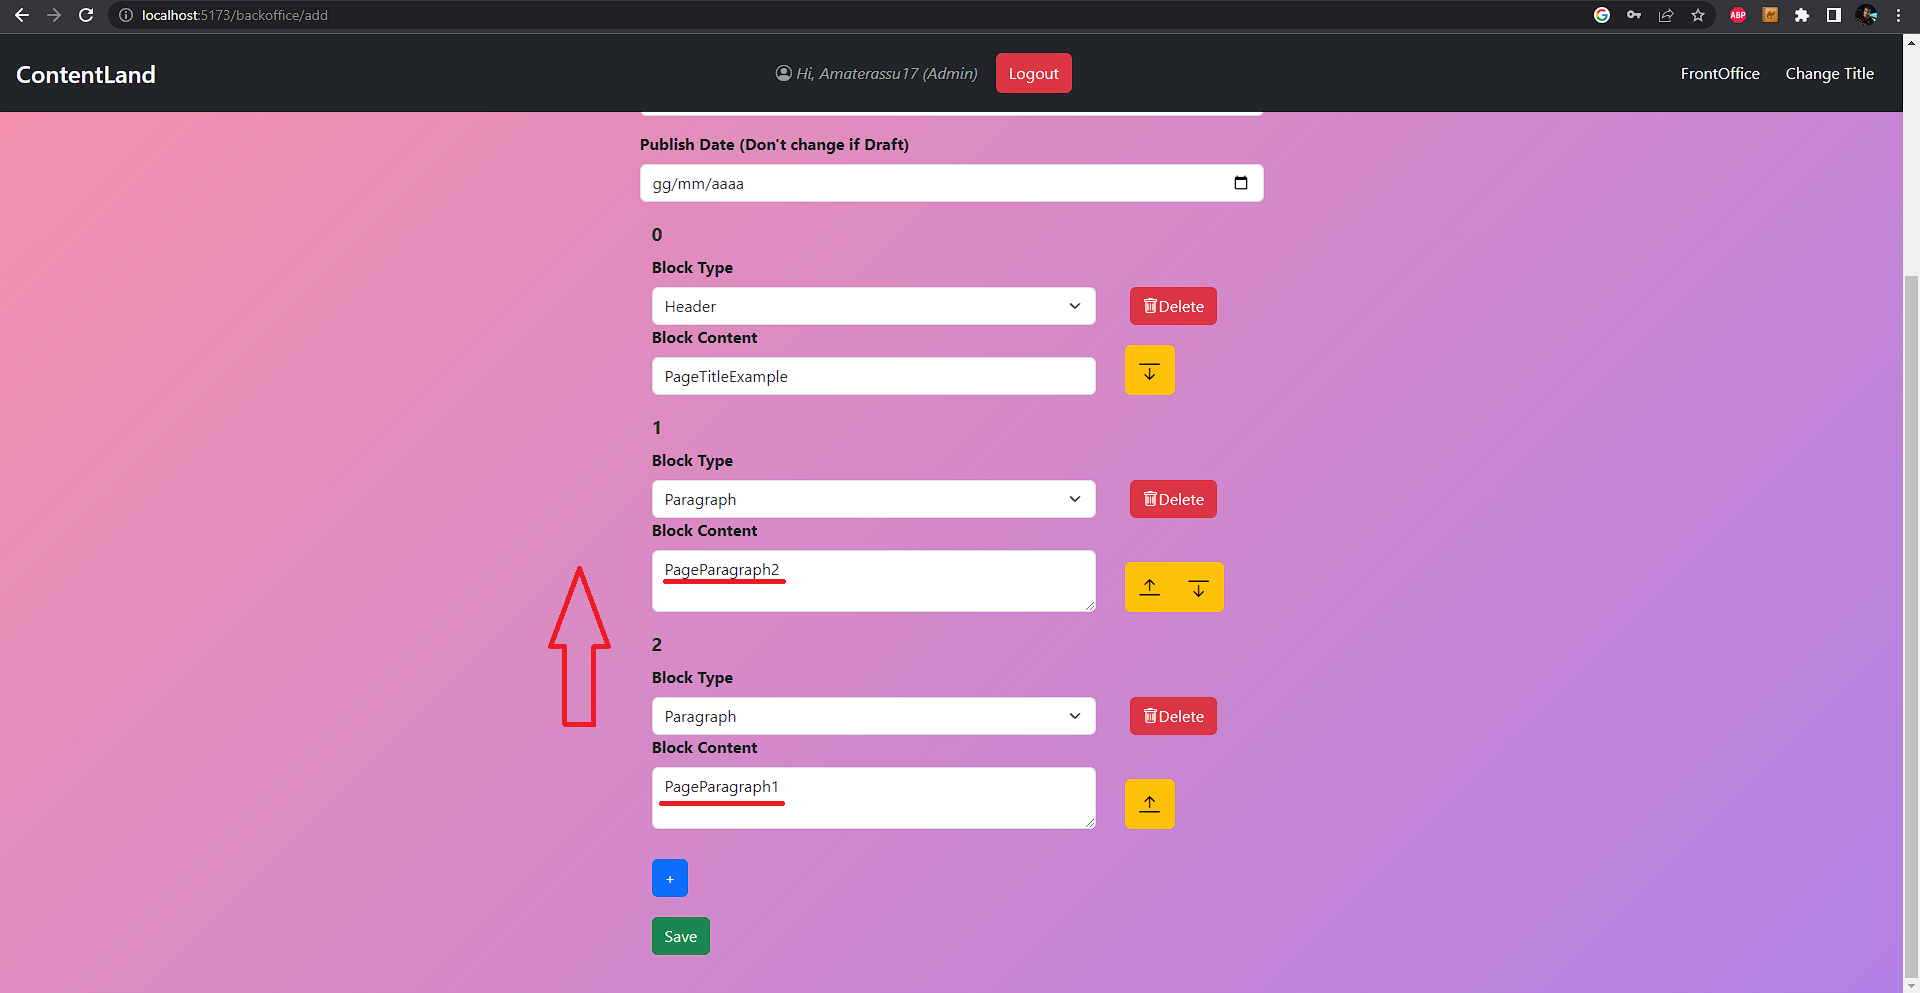 localhost:5173/backoffice/add
ABP
ContentLand
Hi, Amaterassu17 (Admin)
Logout
FrontOffice
Change Title
Publish Date (Don't change if Draft)
gg/mm/aaaa
0
Block Type
Header
Delete
Block Content
PageTitleExample
1
Block Type
Paragraph
Delete
Block Content
PageParagraph2
2
Block Type
Paragraph
Delete
Block Content
PageParagraph1
+
Save